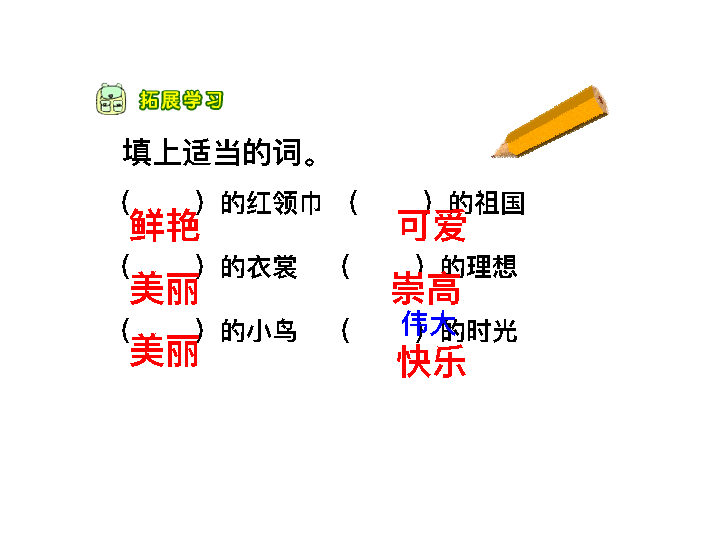 拓展学习
填上适当的词。
（鲜艳）的红领巾 （可爱）的祖国
（美丽）的衣裳 （崇高）的理想
伟大
（美丽）的小鸟 （快乐）的时光